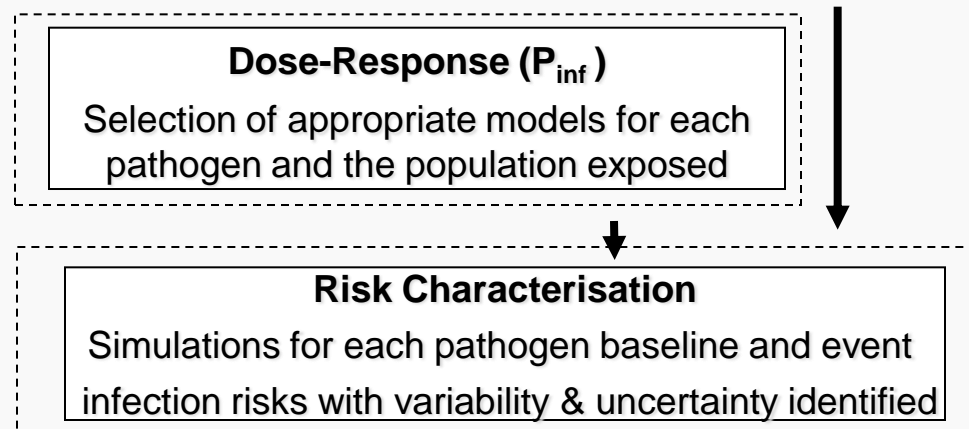 Dose-Response (Pinf )
Selection of appropriate models for each
pathogen and the population exposed
Risk Characterisation
Simulations for each pathogen baseline and event
infection risks with variability & uncertainty identified